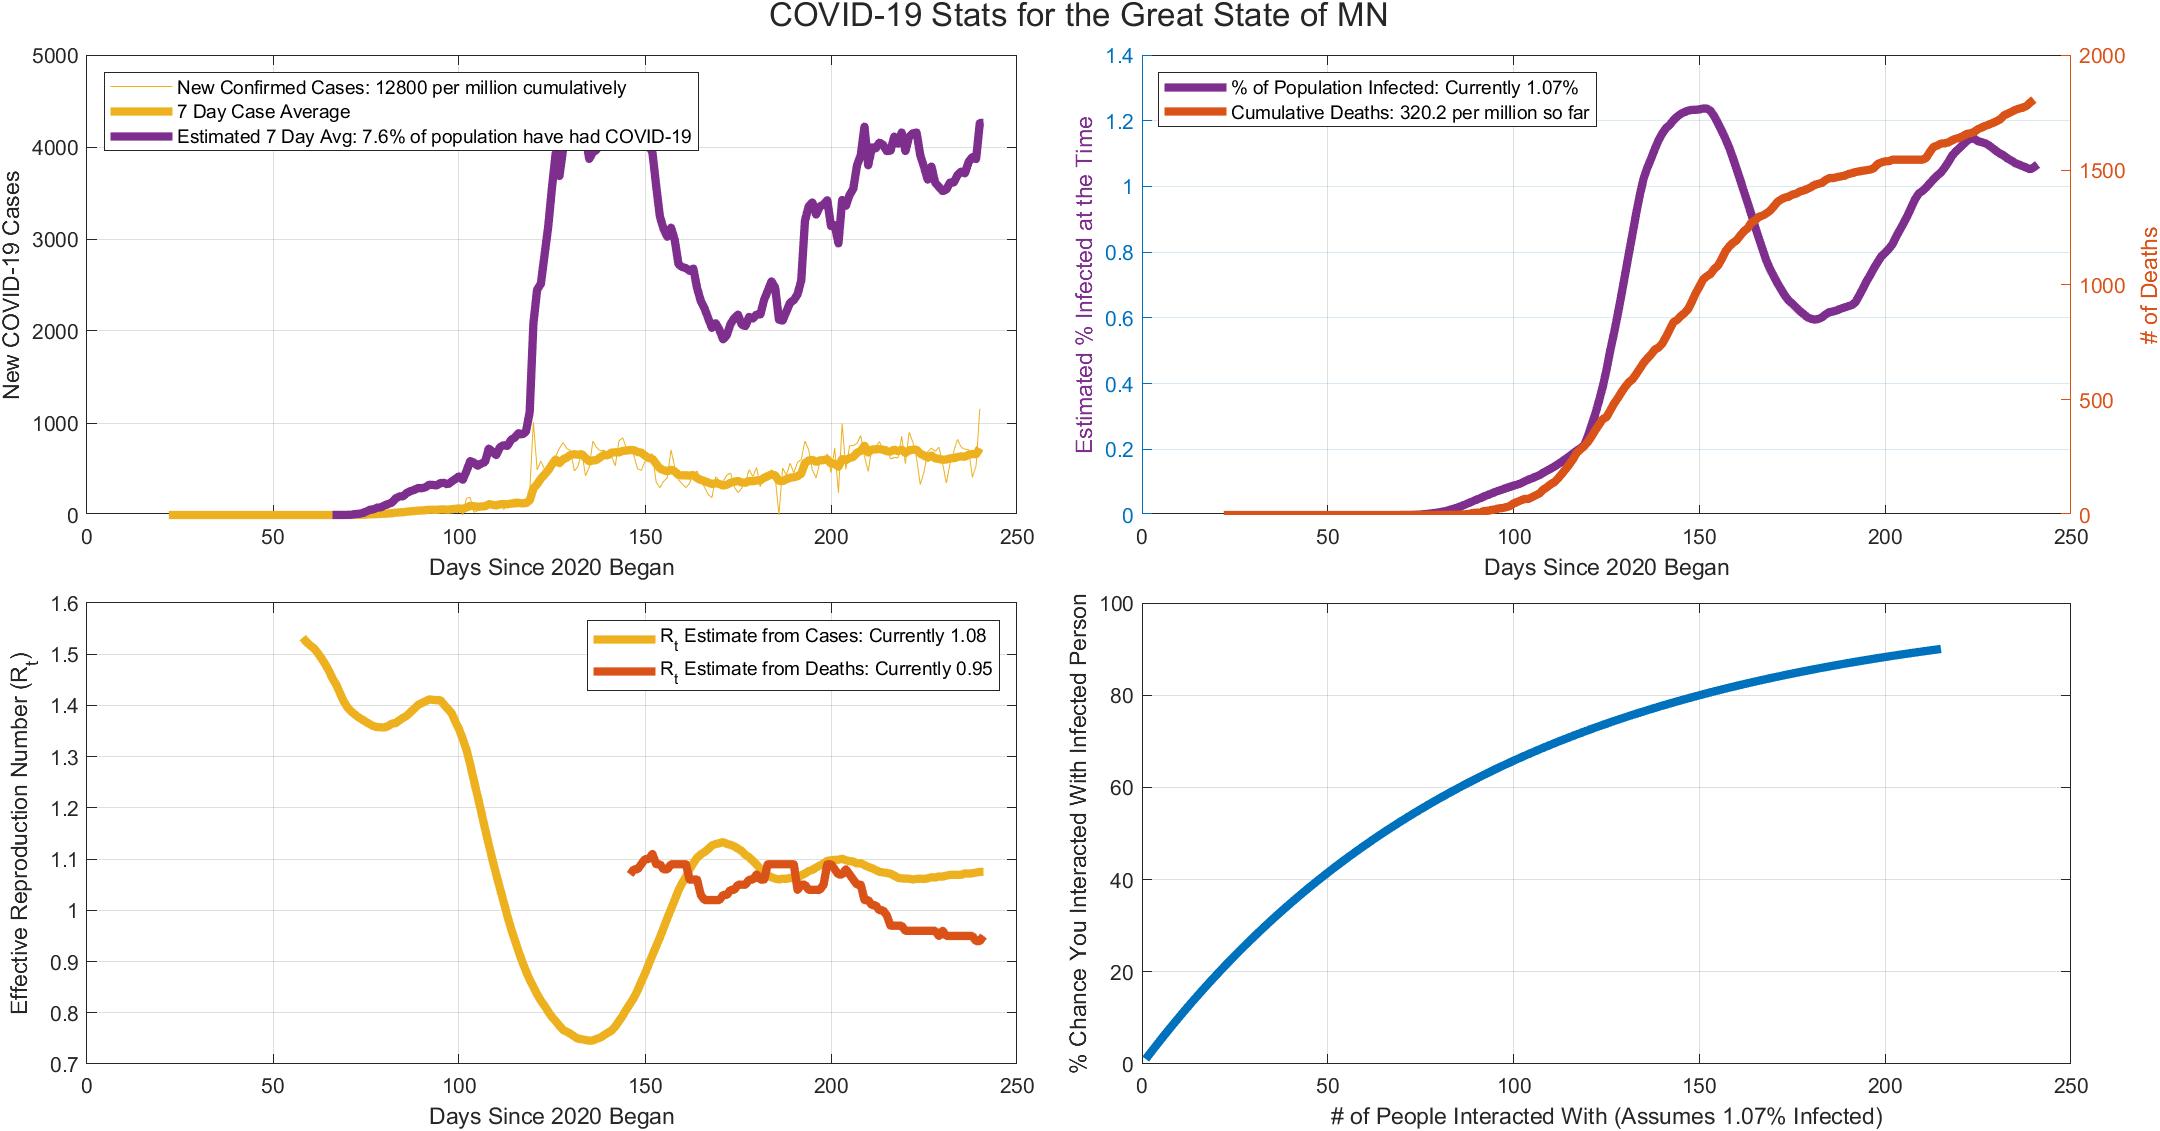 COVID-19 Stats for the Great State of MN
5000
4000
3000
2000
1000
0
New COVID-19 Cases
New Confirmed Cases: 12800 per million cumulatively
7 Day Case Average
Estimated 7 Day Avg: 7.6% of population have had COVID-19
0 50 100 150 200 250
Days Since 2020 Began
1.4
1.2
1
0.8
0.6
0.4
0.2
0
Estimated % Infected at the Time
% of Population Infected: Currently 1.07%
Cumulative Deaths: 320.2 per million so far
2000
1500
1000
500
0
# of Deaths
0 50 100 150 200 250
Days Since 2020 Began
1.6
1.5
1.4
1.3
1.2
1.1
1
0.9
0.8
0.7
Effective Reproduction Number (Rt)
Rt Estimate from Cases: Currently 1.08
Rt Estimate from Deaths: Currently 0.95
0 50 100 150 200 250
Days Since 2020 Began
100
80
60
40
20
0
% Chance You Interacted With Infected Person
0 50 100 150 200 250
# of People Interacted With (Assumes 1.07% Infected)